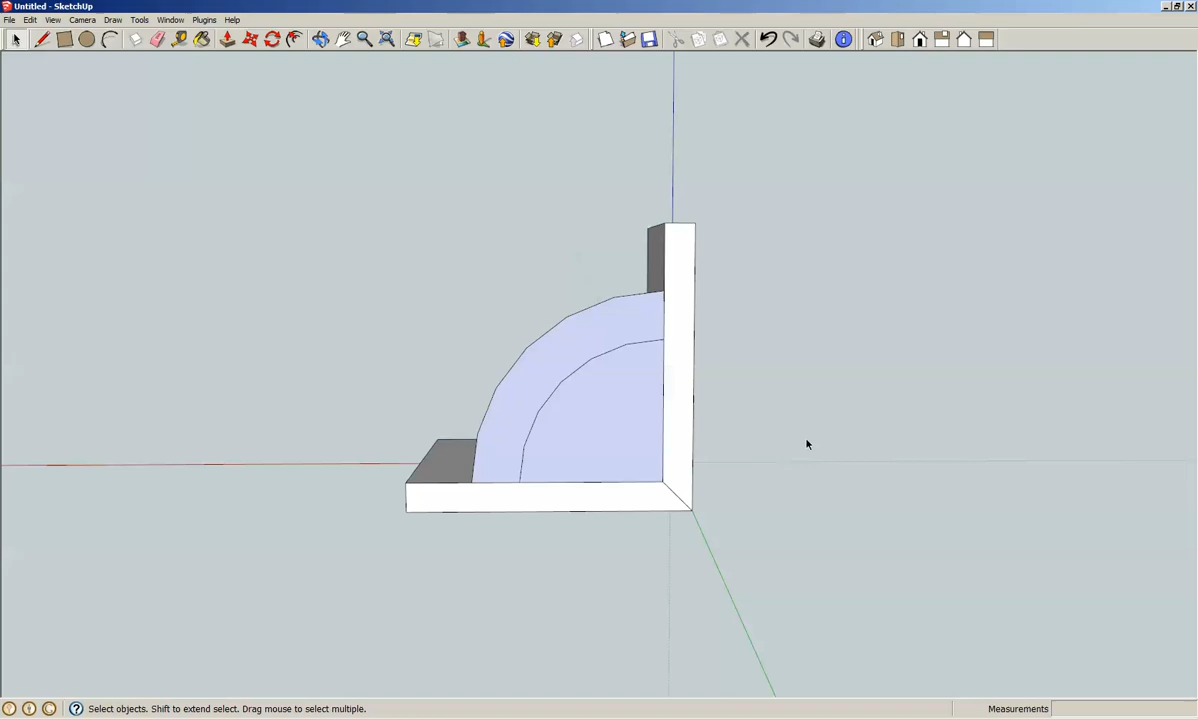 Untitled - SketchUp
File Edit View Camera Draw Tools Window Plugins Help
Select objects. Shift to extend select. Drag mouse to select multiple. Measurements